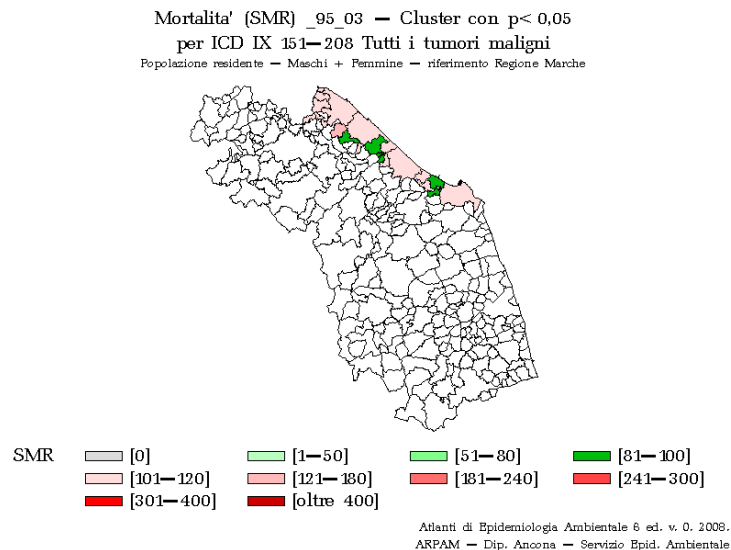 Mortalita' (SMR) _95_03 — Cluster con p< 0,05
per ICD IX 151—208 Tutti i tumori maligni
Popolazione residente — Maschi + Femmine — riferimento Regione Marche
SMR [0] [1—50] [51—80] [81—100]
[101—120] [121—180] [181—240] [241—300]
[301—400] [oltre 400]
Atlanti di Epidemiologia Ambientale 6 ed. v. 0. 2008.
ARPAM — Dip. Ancona — Servizio Epid. Ambientale